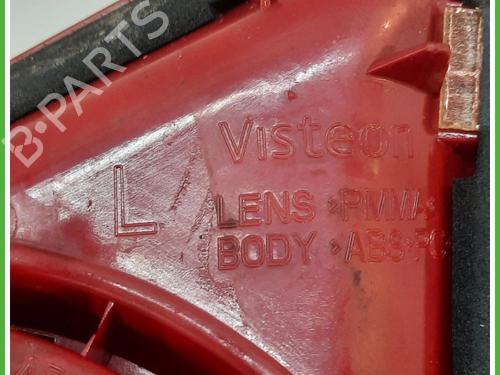 B-PARTS
Visteon
L
LENS >PMMA<
BODY >ABS+PC